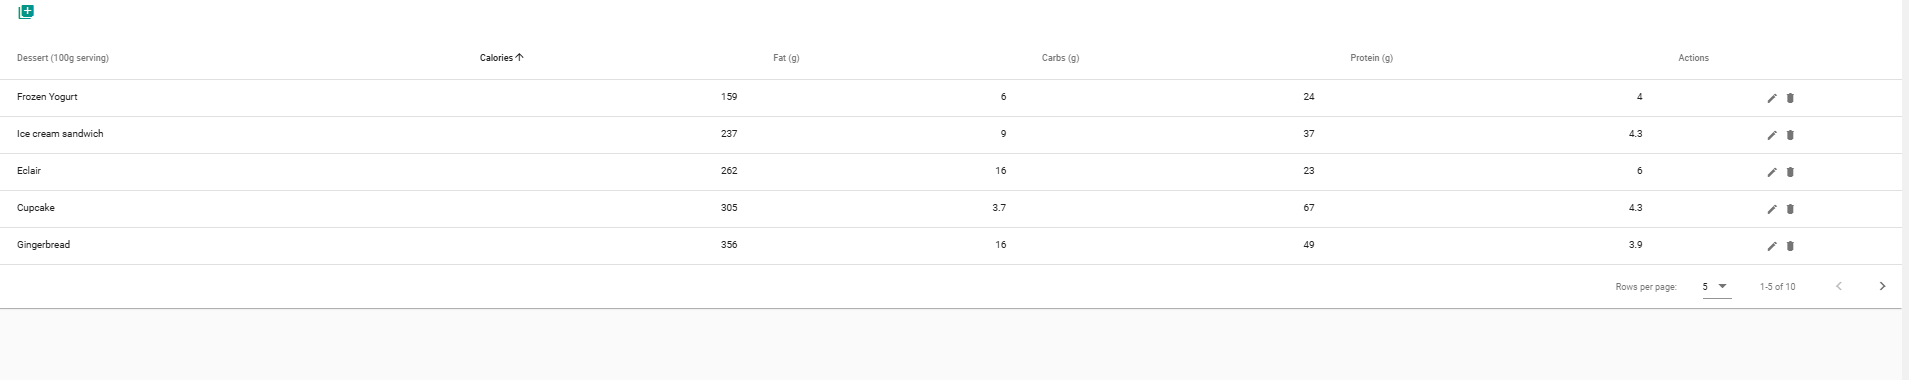 Dessert (100g serving) Calories Fat (g) Carbs (g) Protein (g) Actions
Frozen Yogurt 159 6 24 4
Ice cream sandwich 237 9 37 4.3
Eclair 262 16 23 6
Cupcake 305 3.7 67 4.3
Gingerbread 356 16 49 3.9
Rows per page: 5 1-5 of 10